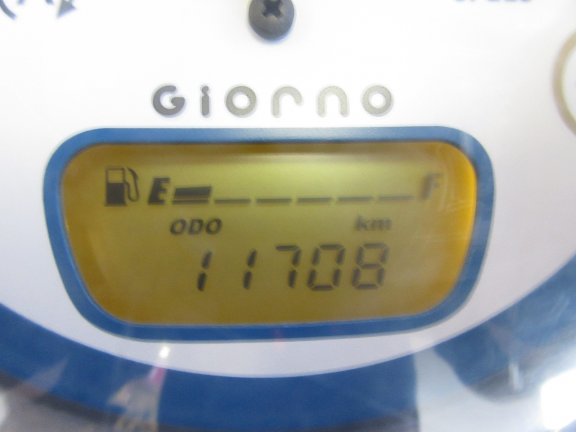 GIORNO
E F
ODO km
11708